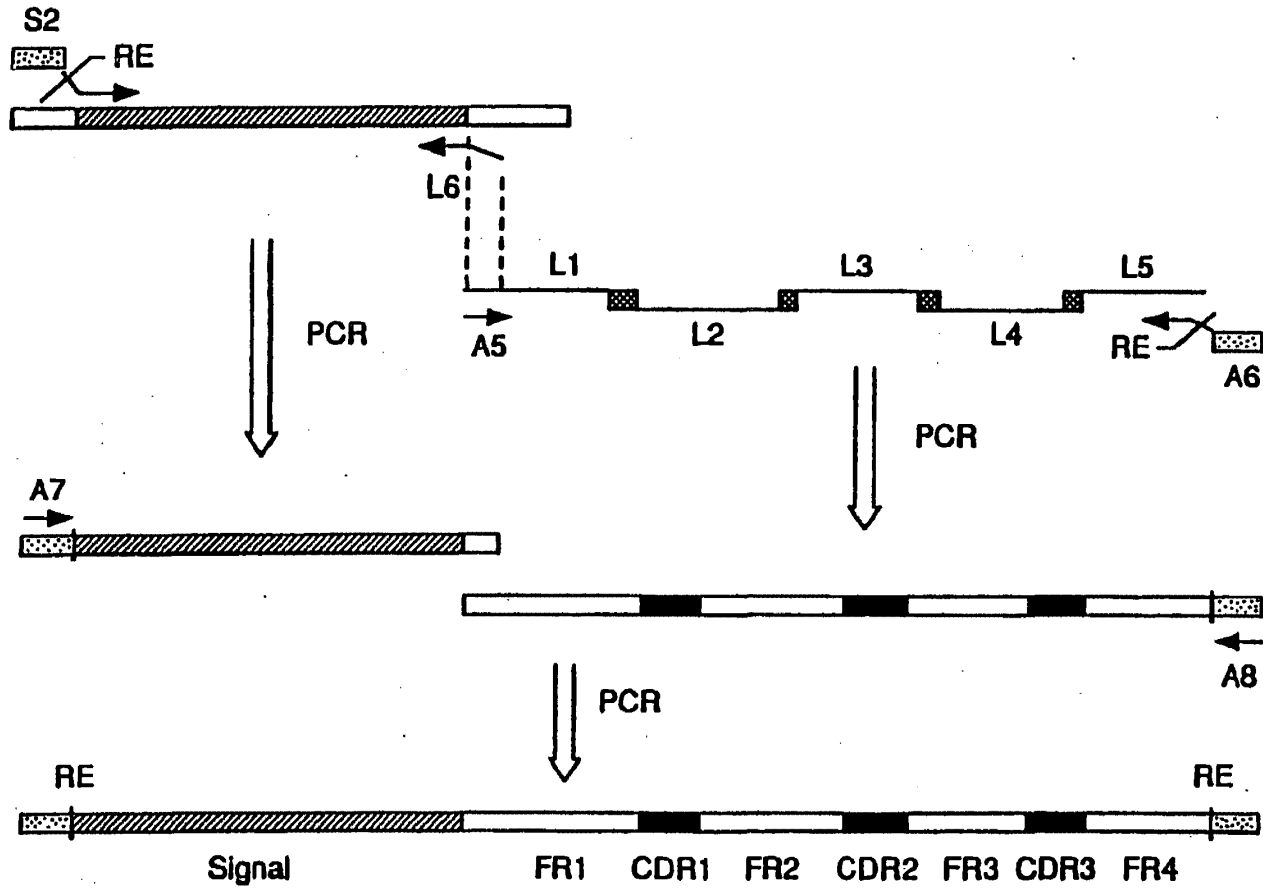 S2
RE
L6
L1
L3
L5
A5
L2
L4
RE
A6
PCR
PCR
A7
A8
PCR
RE
RE
Signal FR1 CDR1 FR2 CDR2 FR3 CDR3 FR4